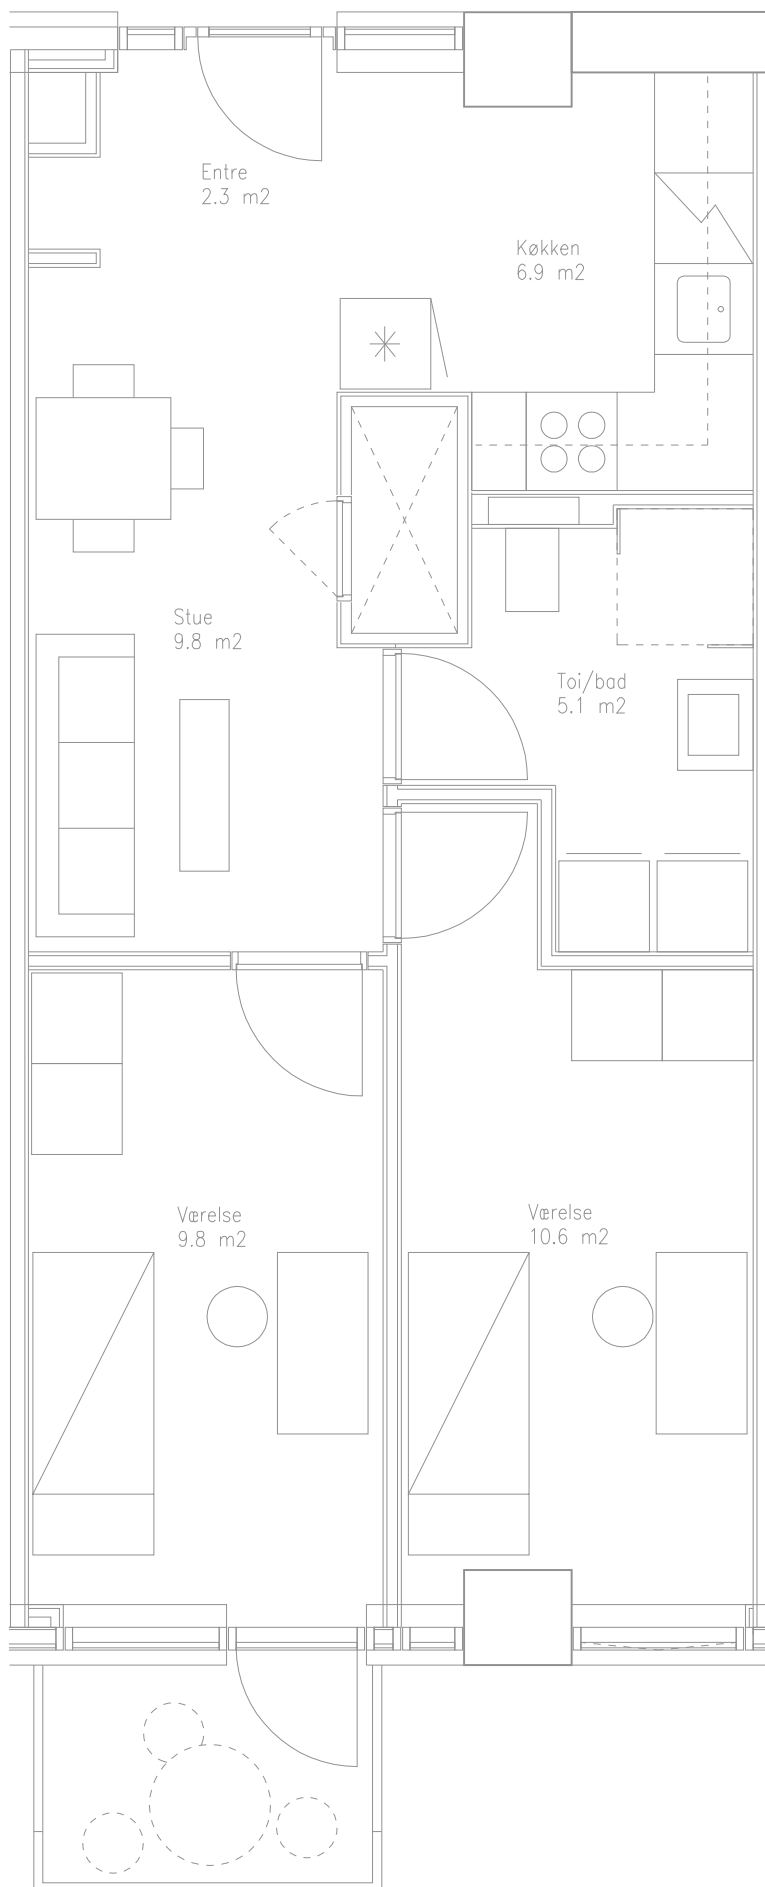 Entre
2.3 m2
Køkken
6.9 m2
Stue
9.8 m2
Toi/bad
5.1 m2
Værelse
9.8 m2
Værelse
10.6 m2